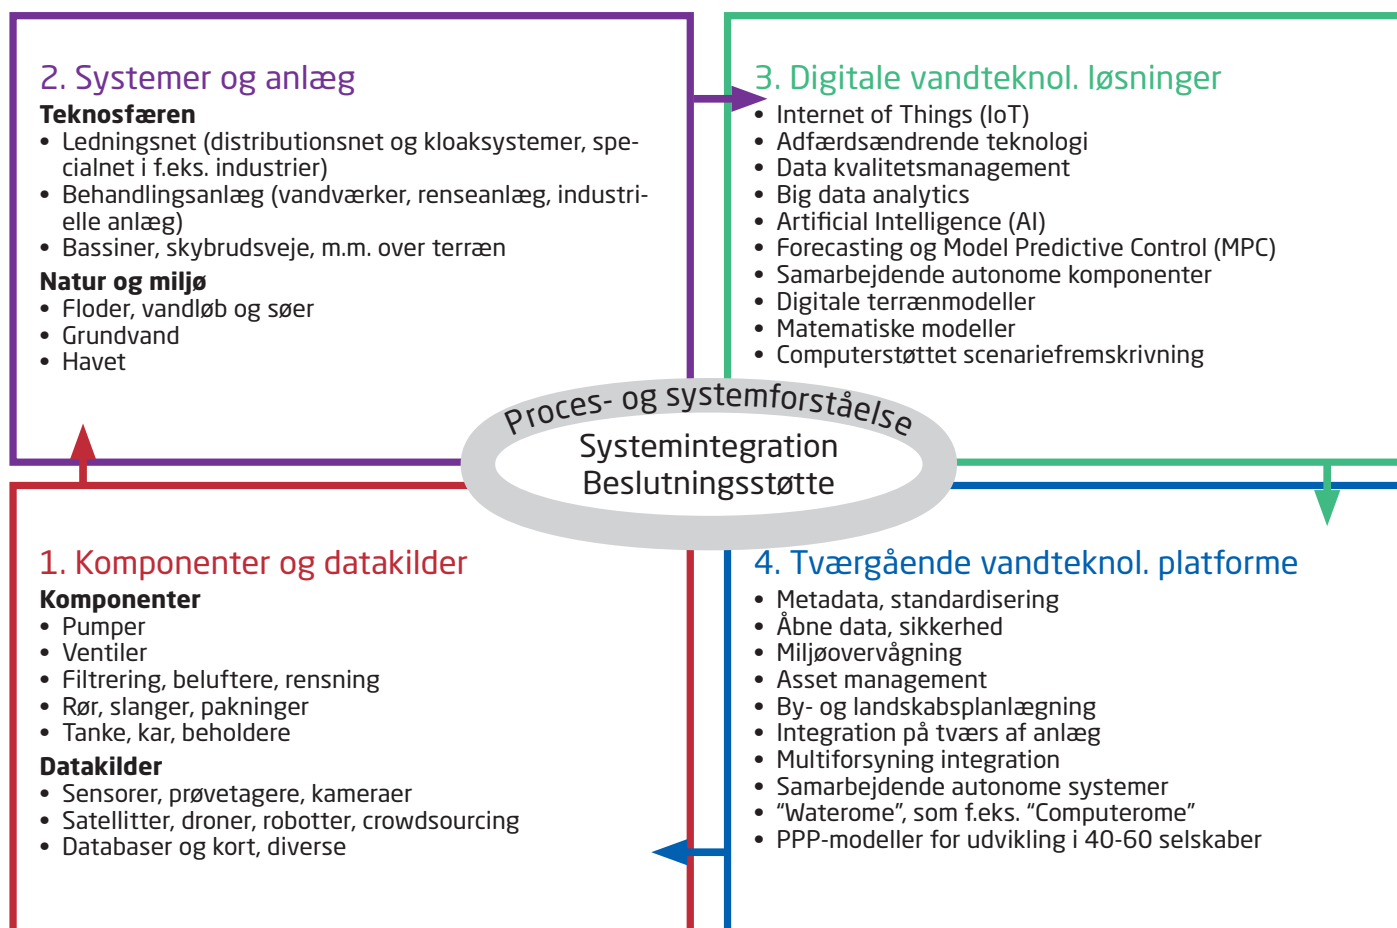 2. Systemer og anlæg
Teknosfæren
• Ledningsnet (distributionsnet og kloaksystemer, spe-
cialnet i f.eks. industrier)
• Behandlingsanlæg (vandværker, renseanlæg, industri-
elle anlæg)
• Bassiner, skybrudsveje, m.m. over terræn
Natur og miljø
• Floder, vandløb og søer
• Grundvand
• Havet
3. Digitale vandteknol. løsninger
• Internet of Things (IoT)
• Adfærdsændrende teknologi
• Data kvalitetsmanagement
• Big data analytics
• Artificial Intelligence (AI)
• Forecasting og Model Predictive Control (MPC)
• Samarbejdende autonome komponenter
• Digitale terrænmodeller
• Matematiske modeller
• Computerstøttet scenariefremskrivning
Proces- og systemforståelse
Systemintegration
Beslutningsstøtte
1. Komponenter og datakilder
Komponenter
• Pumper
• Ventiler
• Filtrering, beluftere, rensning
• Rør, slanger, pakninger
• Tanke, kar, beholdere
Datakilder
• Sensorer, prøvetagere, kameraer
• Satellitter, droner, robotter, crowdsourcing
• Databaser og kort, diverse
4. Tværgående vandteknol. platforme
• Metadata, standardisering
• Åbne data, sikkerhed
• Miljøovervågning
• Asset management
• By- og landskabsplanlægning
• Integration på tværs af anlæg
• Multiforsyning integration
• Samarbejdende autonome systemer
• “Waterome”, som f.eks. “Computerome”
• PPP-modeller for udvikling i 40-60 selskaber